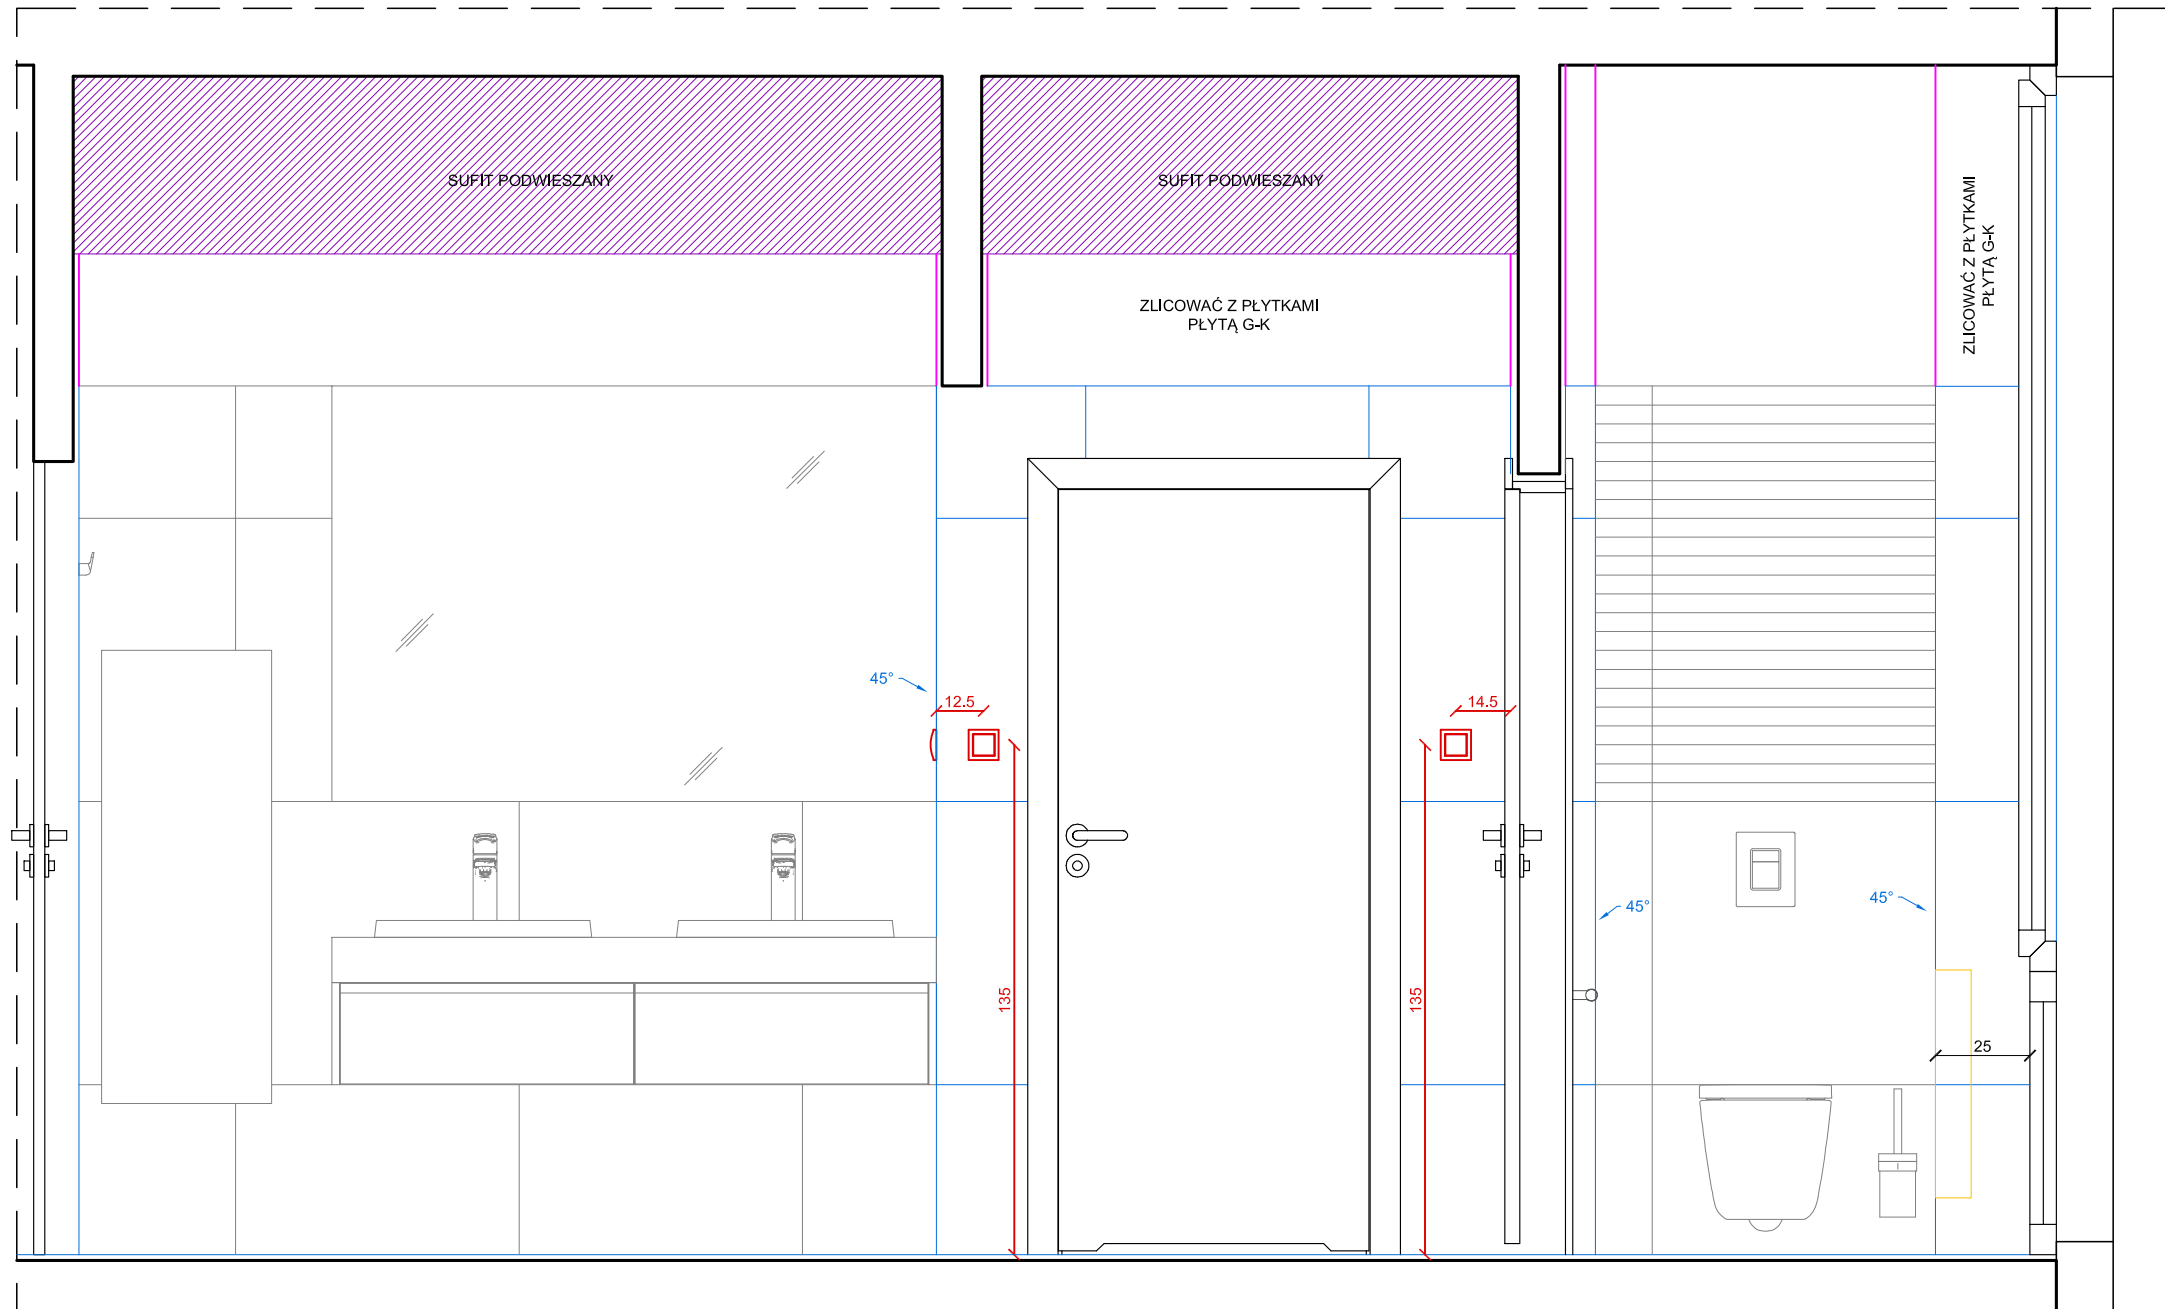 SUFIT PODWIESZANY
SUFIT PODWIESZANY
ZLICOWAĆ Z PŁYTKAMI
PŁYTĄ G-K
ZLICOWAĆ Z PŁYTKAMI
PŁYTĄ G-K
45°
12.5
14.5
135
135
45°
45°
25